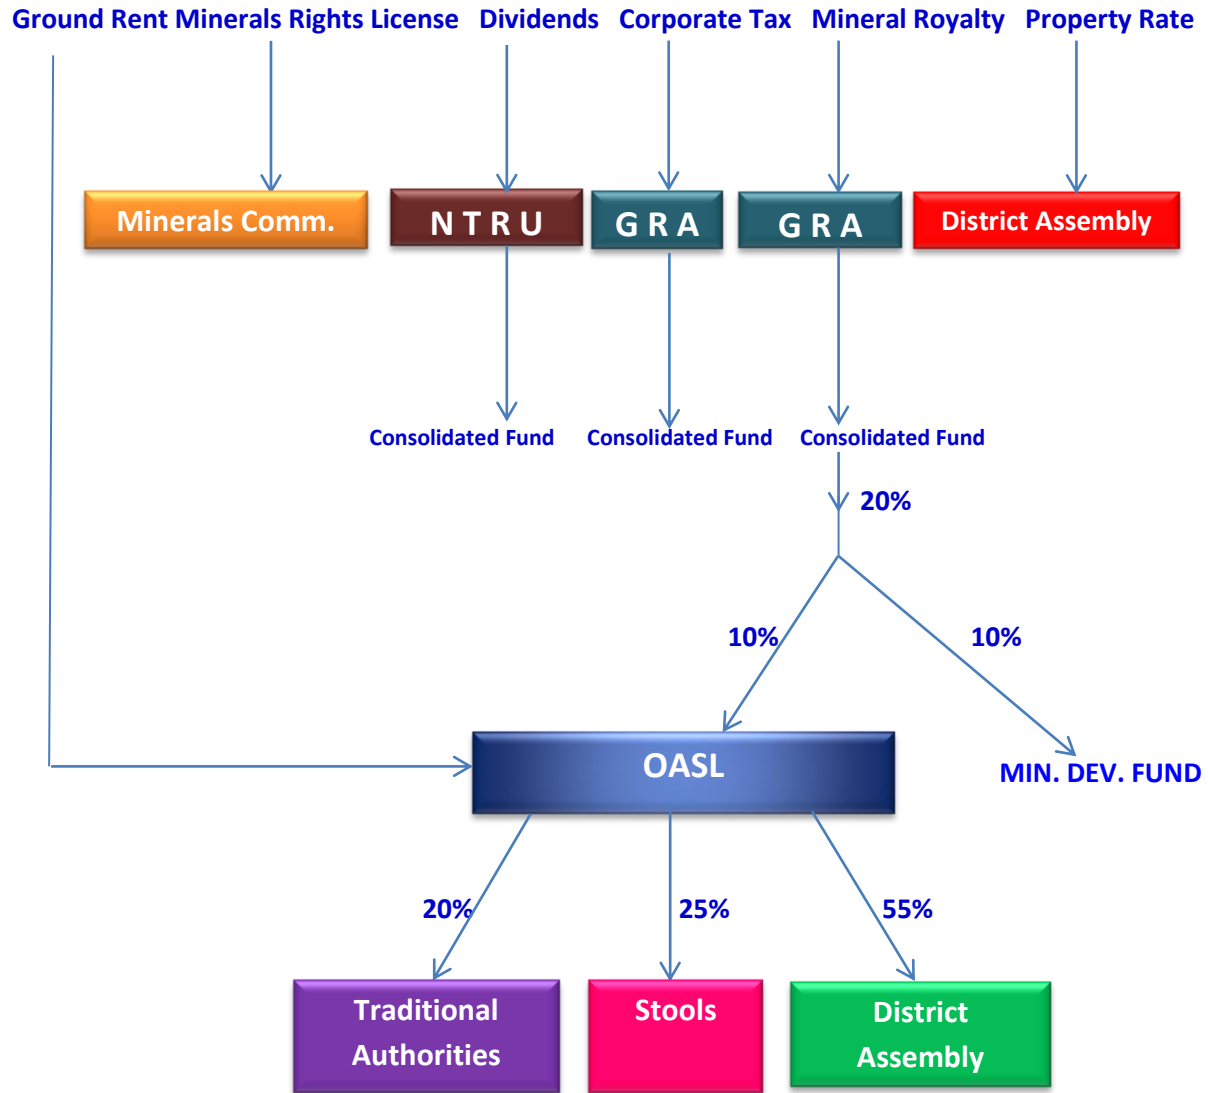 Ground Rent Minerals Rights License Dividends Corporate Tax Mineral Royalty Property Rate
Minerals Comm.
N T R U
G R A
G R A
District Assembly
Consolidated Fund
Consolidated Fund
Consolidated Fund
20%
10%
10%
OASL
MIN. DEV. FUND
20%
25%
55%
Traditional
Authorities
Stools
District
Assembly